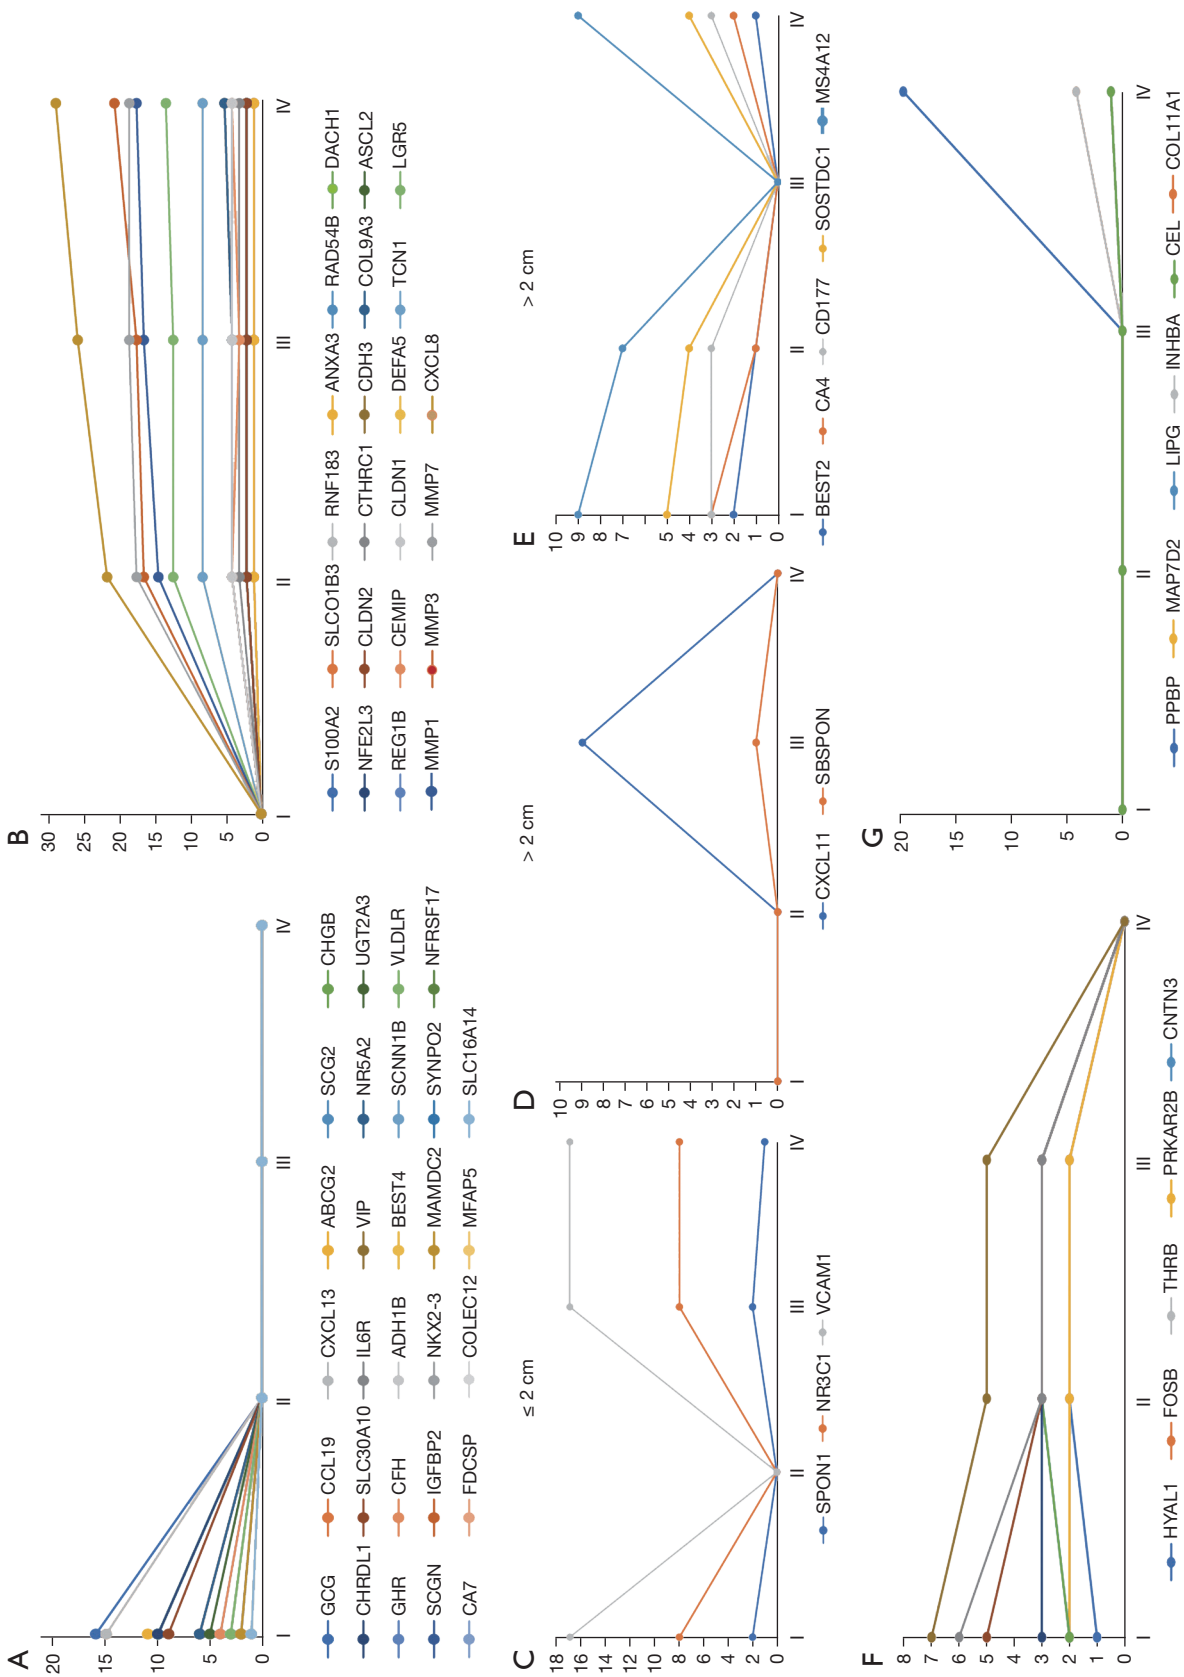 A
20
15
10
5
0
I
II
III
IV
GCG CCL19 CXCL13 ABCG2 SCG2 CHGB
CHRDL1 SLC30A10 IL6R VIP NR5A2 UGT2A3
GHR CFH ADH1B BEST4 SCNN1B VLDLR
SCGN IGFBP2 NKX2-3 MAMDC2 SYNPO2 NFRSF17
CA7 FDCSP COLEC12 MFAP5 SLC16A14
B
30
25
20
15
10
5
0
I
II
III
IV
S100A2 SLCO1B3 RNF183 ANXA3 RAD54B DACH1
NFE2L3 CLDN2 CTHRC1 CDH3 COL9A3 ASCL2
REG1B CEMIP CLDN1 DEFA5 TCN1 LGR5
MMP1 MMP3 MMP7 CXCL8
C
≤ 2 cm
18
16
14
12
10
8
6
4
2
0
I
II
III
IV
SPON1 NR3C1 VCAM1
D
> 2 cm
10
9
8
7
6
5
4
3
2
1
0
I
II
III
IV
CXCL11 SBSPON
E
> 2 cm
10
9
8
7
6
5
4
3
2
1
0
I
II
III
IV
BEST2 CA4 CD177 SOSTDC1 MS4A12
F
8
7
6
5
4
3
2
1
0
I
II
III
IV
HYAL1 FOSB THRB PRKAR2B CNTN3
G
20
15
10
5
0
I
II
III
IV
PPBP MAP7D2 LIPG INHBA CEL COL11A1